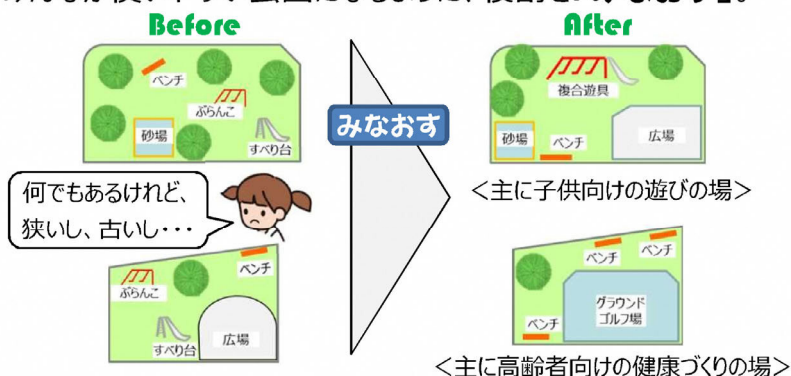 Before
After
ベンチ
ぶらんこ
砂場
すべり台
みなおす
複合遊具
砂場
ベンチ
広場
何でもあるけれど、
狭いし、古いし・・・
<主に子供向けの遊びの場>
ベンチ
ぶらんこ
すべり台
広場
ベンチ
ベンチ
グラウンド
ゴルフ場
ベンチ
<主に高齢者向けの健康づくりの場>